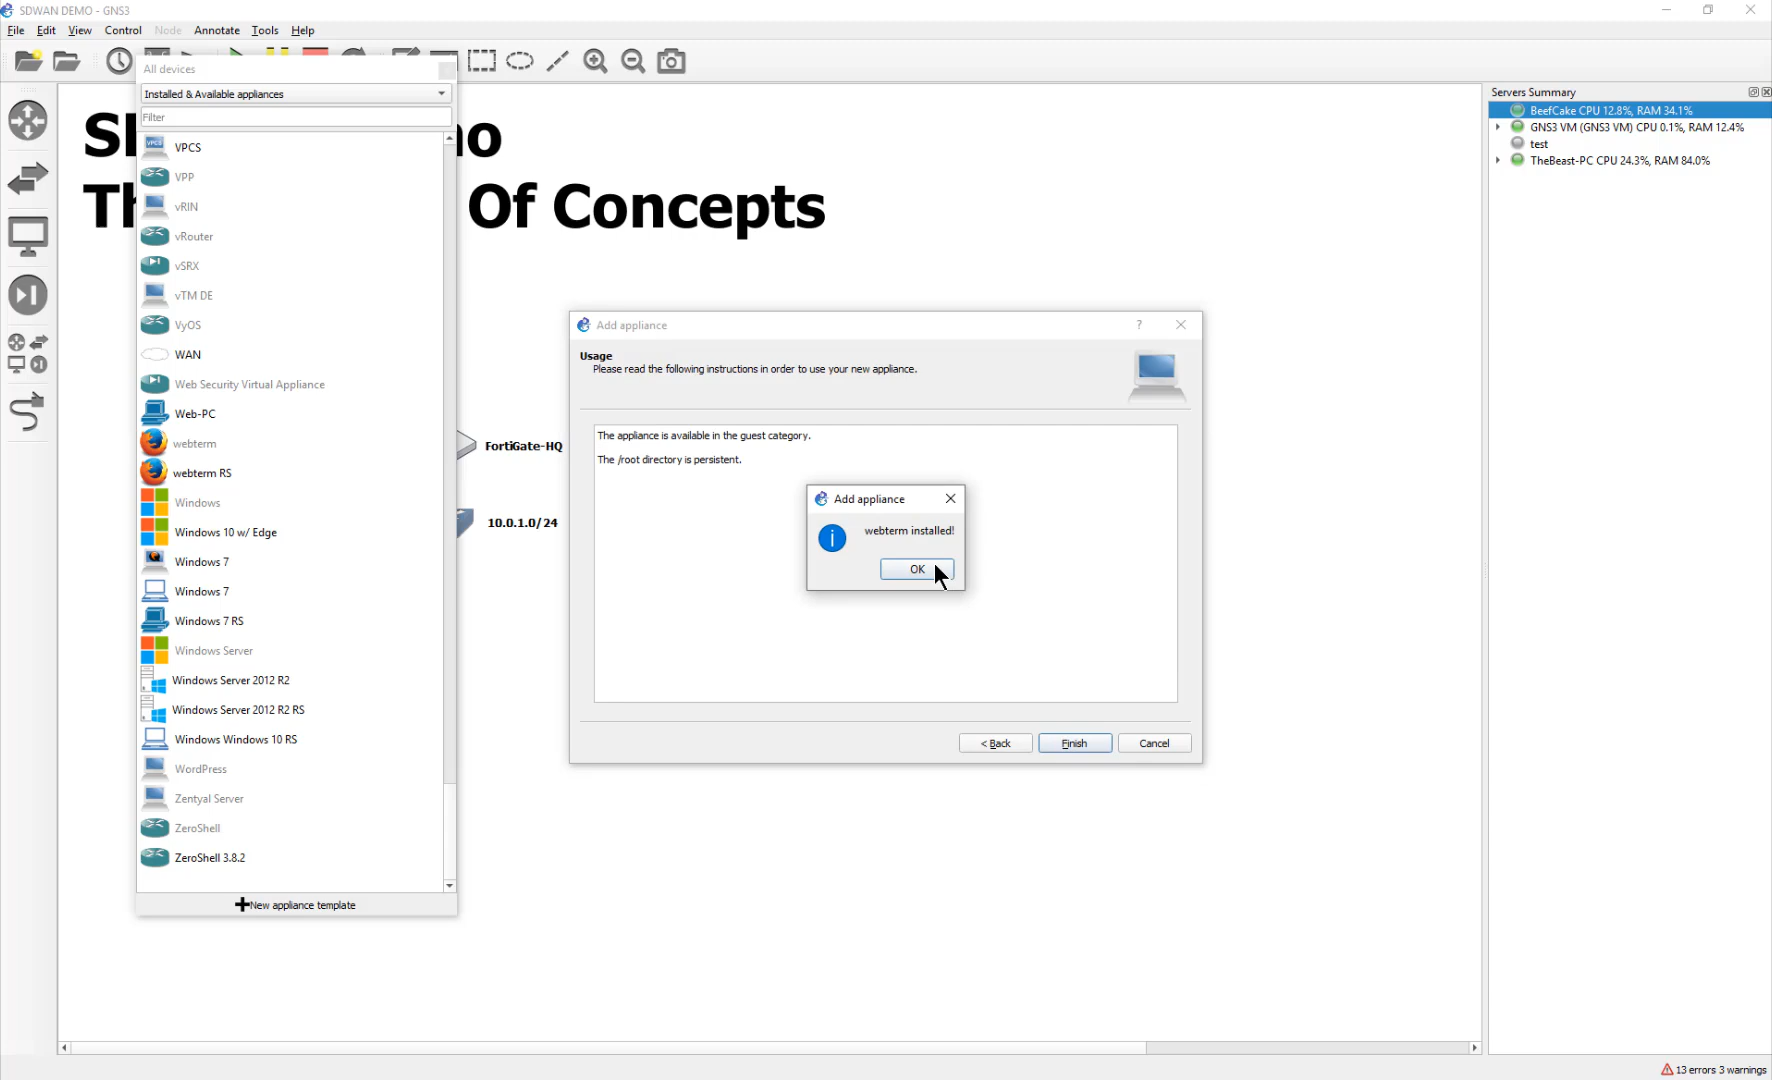 SDWAN DEMO - GNS3
File Edit View Control Node Annotate Tools Help
All devices
Installed & Available appliances
Filter
VPCS
VPP
vRIN
vRouter
vSRX
vTM DE
VyOS
WAN
Web Security Virtual Appliance
Web-PC
webterm
webterm RS
Windows
Windows 10 w/ Edge
Windows 7
Windows 7
Windows 7 RS
Windows Server
Windows Server 2012 R2
Windows Server 2012 R2 RS
Windows Windows 10 RS
WordPress
Zentyal Server
ZeroShell
ZeroShell 3.8.2
New appliance template
Of Concepts
FortiGate-HQ
10.0.1.0/24
Add appliance
?
Usage
Please read the following instructions in order to use your new appliance.
The appliance is available in the guest category.
The /root directory is persistent.
Add appliance
webterm installed!
OK
< Back Finish Cancel
Servers Summary
BeefCake CPU 12.8%, RAM 34.1%
GNS3 VM (GNS3 VM) CPU 0.1%, RAM 12.4%
test
TheBeast-PC CPU 24.3%, RAM 84.0%
13 errors 3 warnings